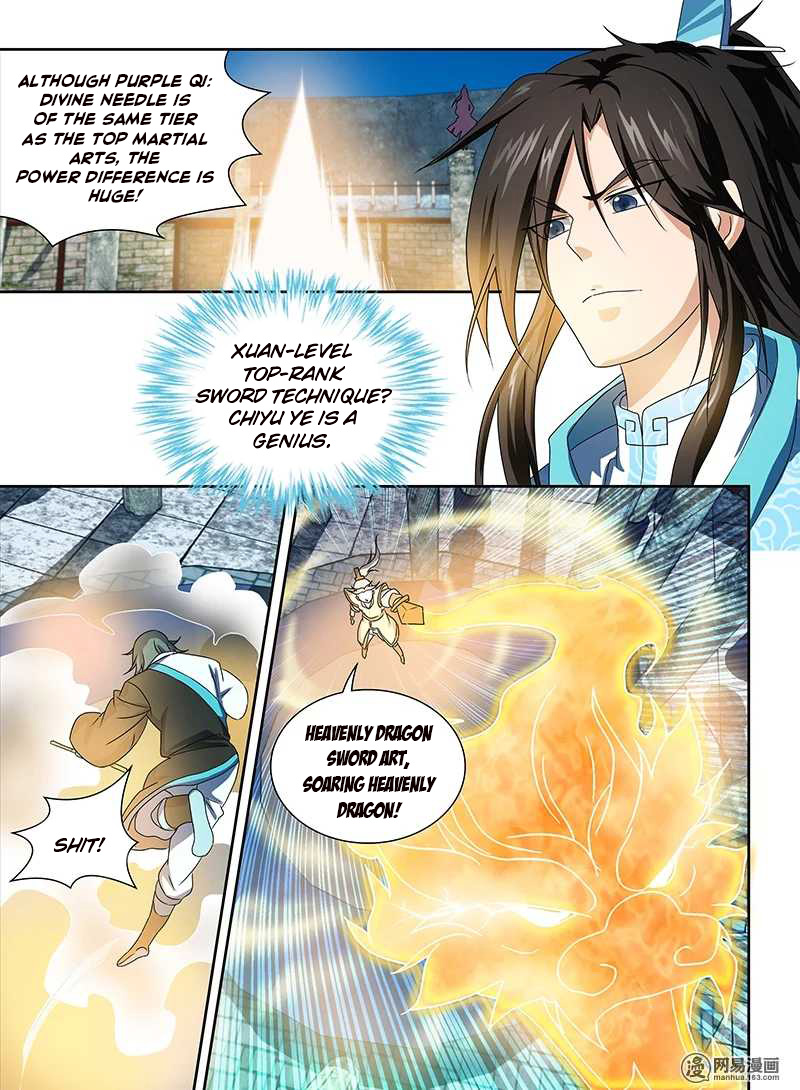 ALTHOUGH PURPLE QI:
DIVINE NEEDLE IS
OF THE SAME TIER
AS THE TOP MARTIAL
ARTS, THE
POWER DIFFERENCE IS
HUGE!
XUAN-LEVEL
TOP-RANK
SWORD TECHNIQUE?
CHIYU YE IS A
GENIUS.
HEAVENLY DRAGON
SWORD ART,
SOARING HEAVENLY
DRAGON!
SHIT!
漫 网易漫画
manhua.163.com